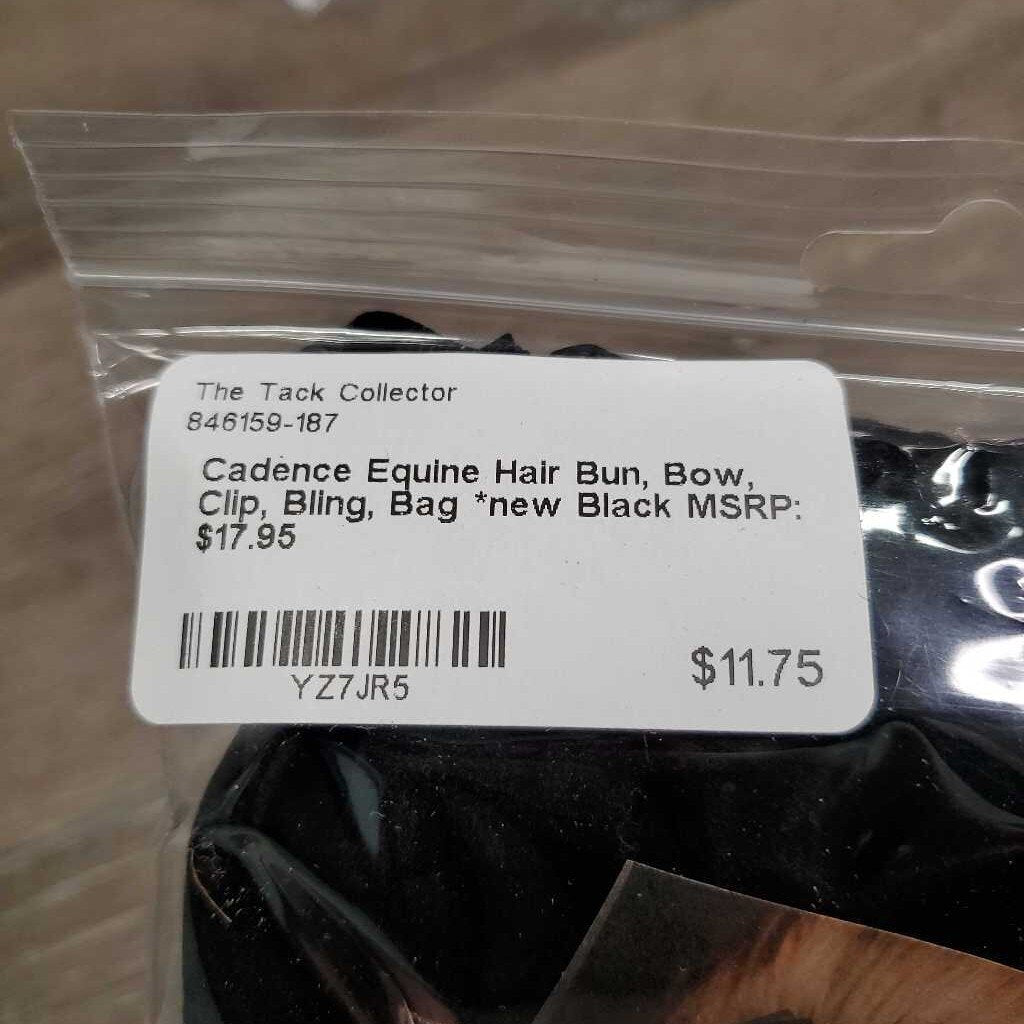 The Tack Collector
846159-187
Cadence Equine Hair Bun, Bow,
Clip, Bling, Bag *new Black MSRP:
$17.95
YZ7JR5
$11.75